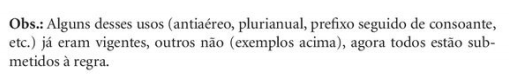 Obs.: Alguns desses usos (antiaéreo, plurianual, prefixo seguido de consoante,
etc.) já eram vigentes, outros não (exemplos acima), agora todos estão sub-
metidos à regra.